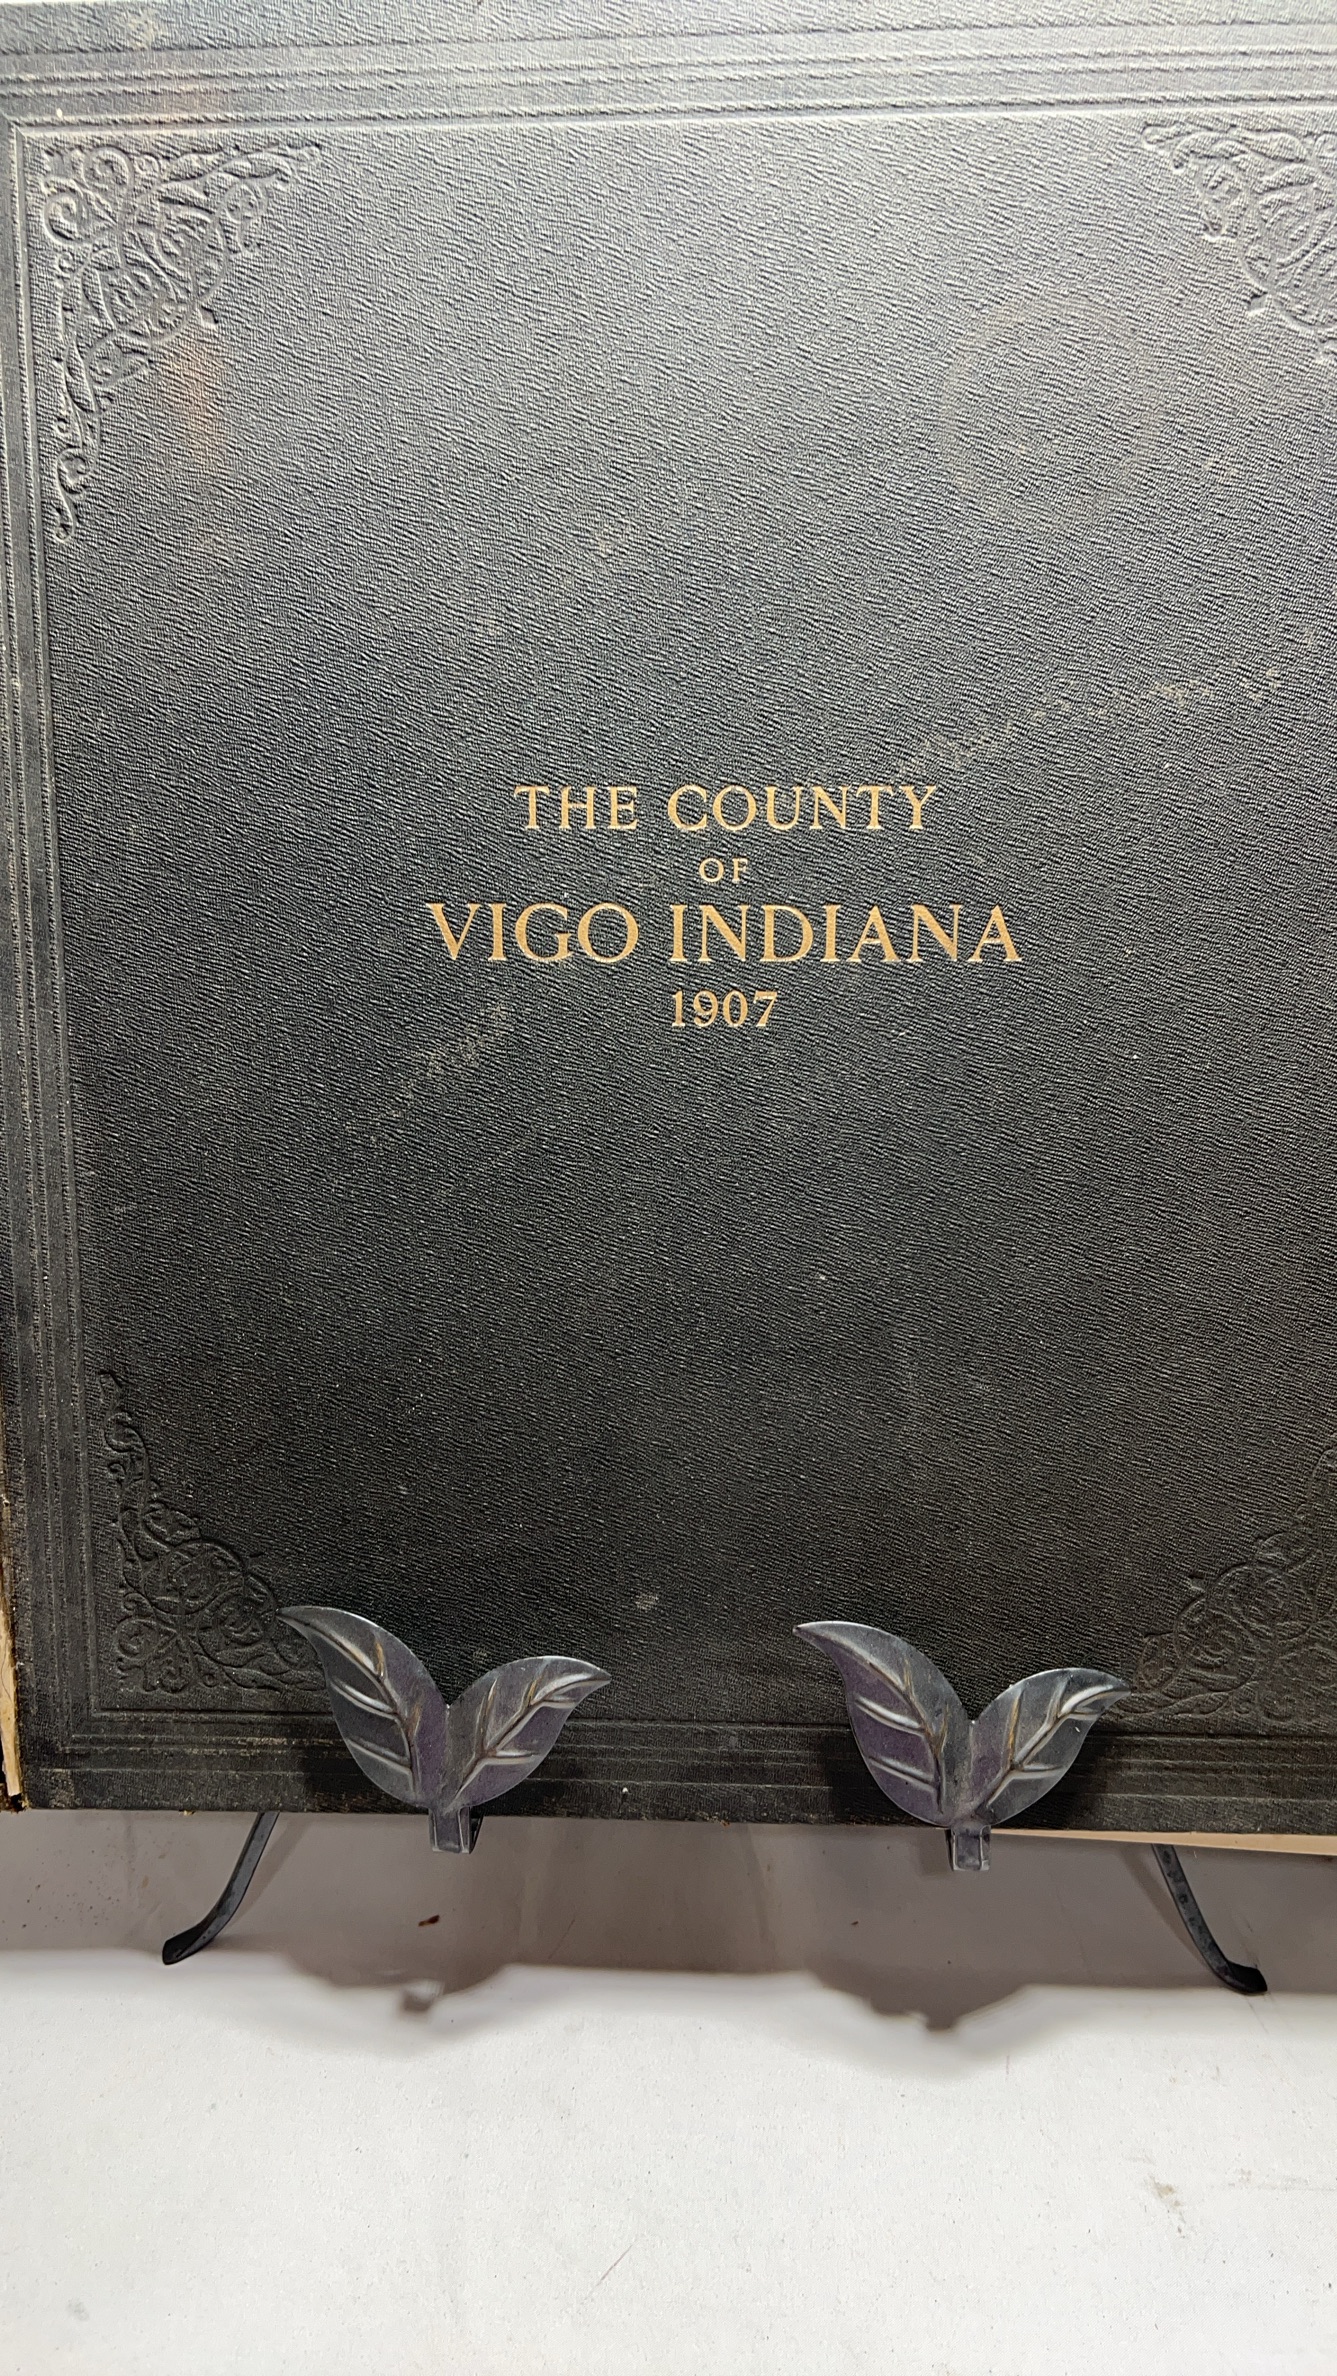 THE COUNTY
OF
VIGO INDIANA
1907